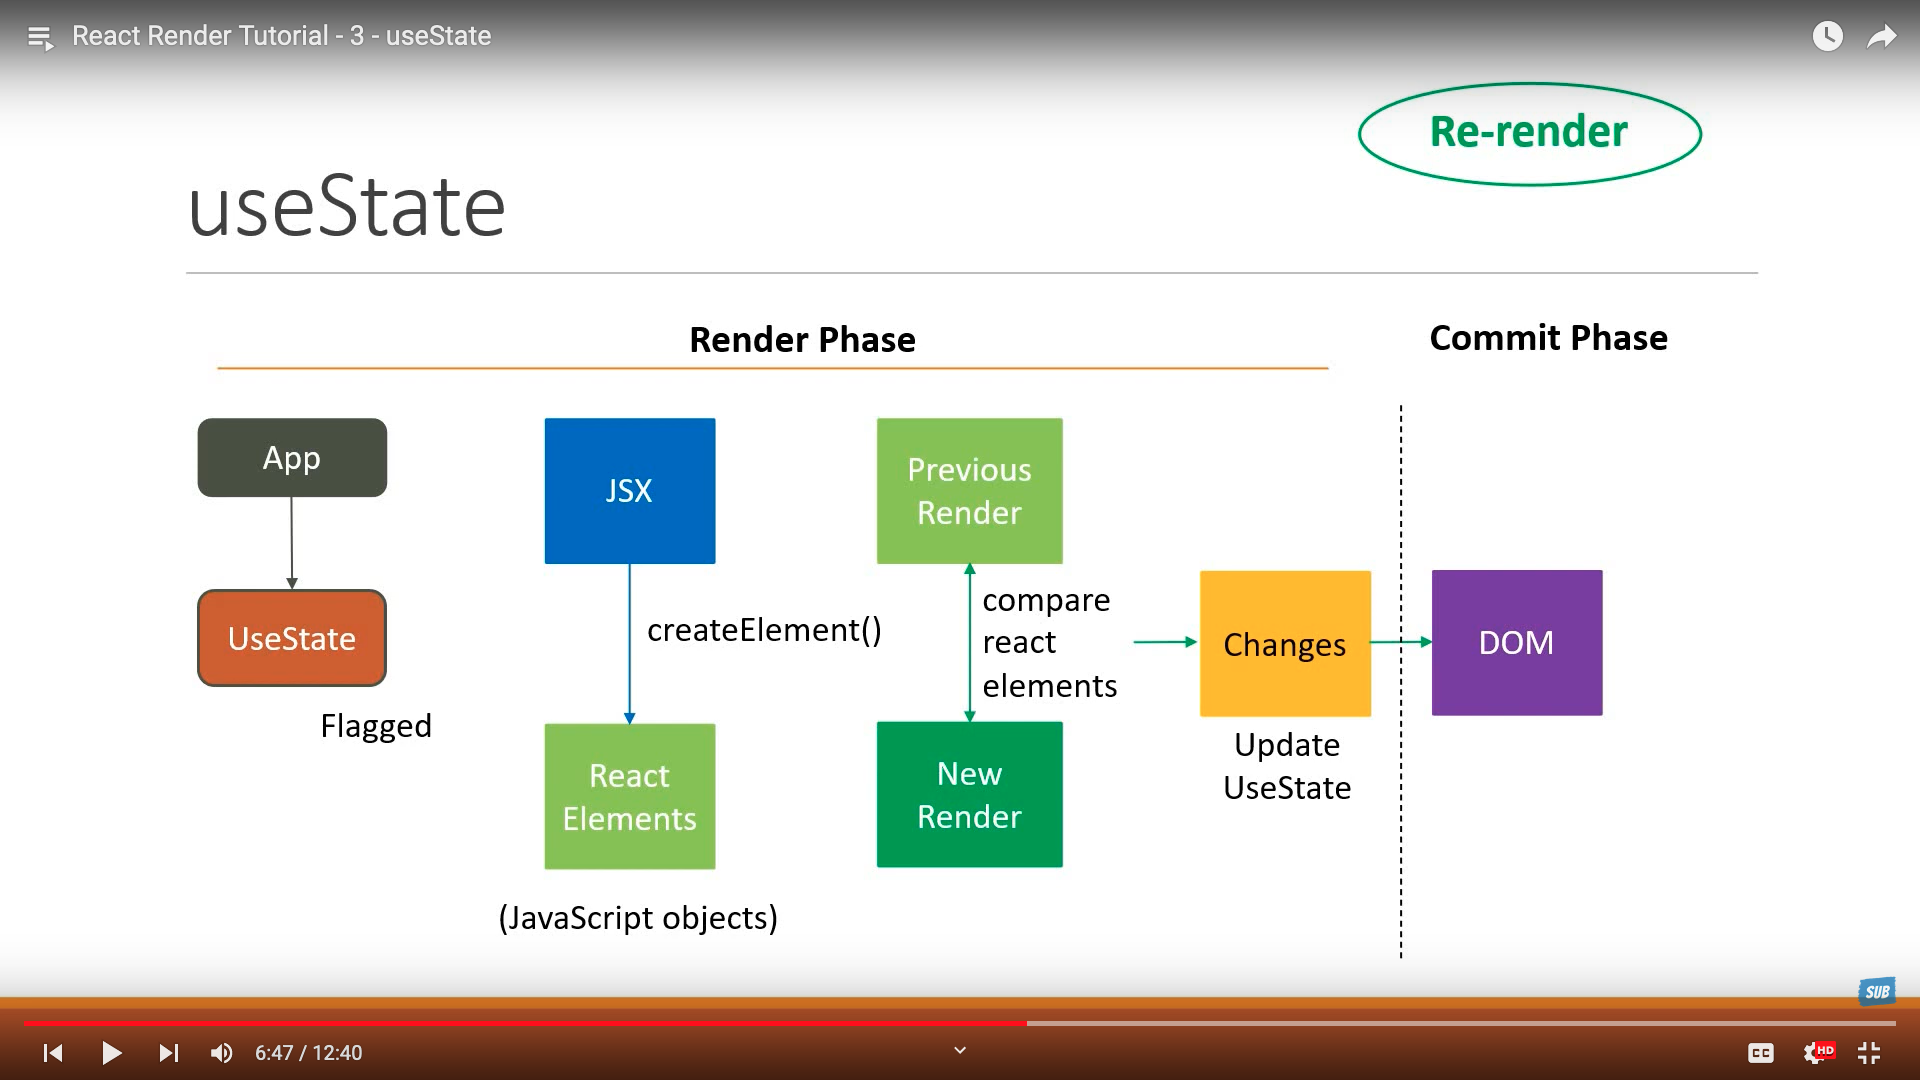 React Render Tutorial - 3 - useState
Re-render
useState
Render Phase
Commit Phase
App
UseState
Flagged
JSX
createElement()
React
Elements
(JavaScript objects)
Previous
Render
compare
react
elements
New
Render
Changes
Update
UseState
DOM
SUB
6:47 / 12:40
CC
HD